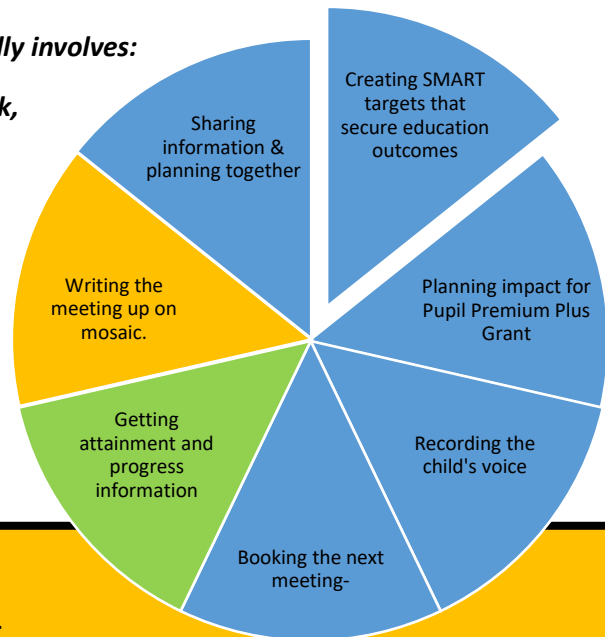 lly involves:
k,
Creating SMART
targets that
secure education
outcomes
Planning impact for
Pupil Premium Plus
Grant
Recording the
child's voice
Booking the next
meeting-
Getting
attainment and
progress
information
Writing the
meeting up on
mosaic.
Sharing
information &
planning together